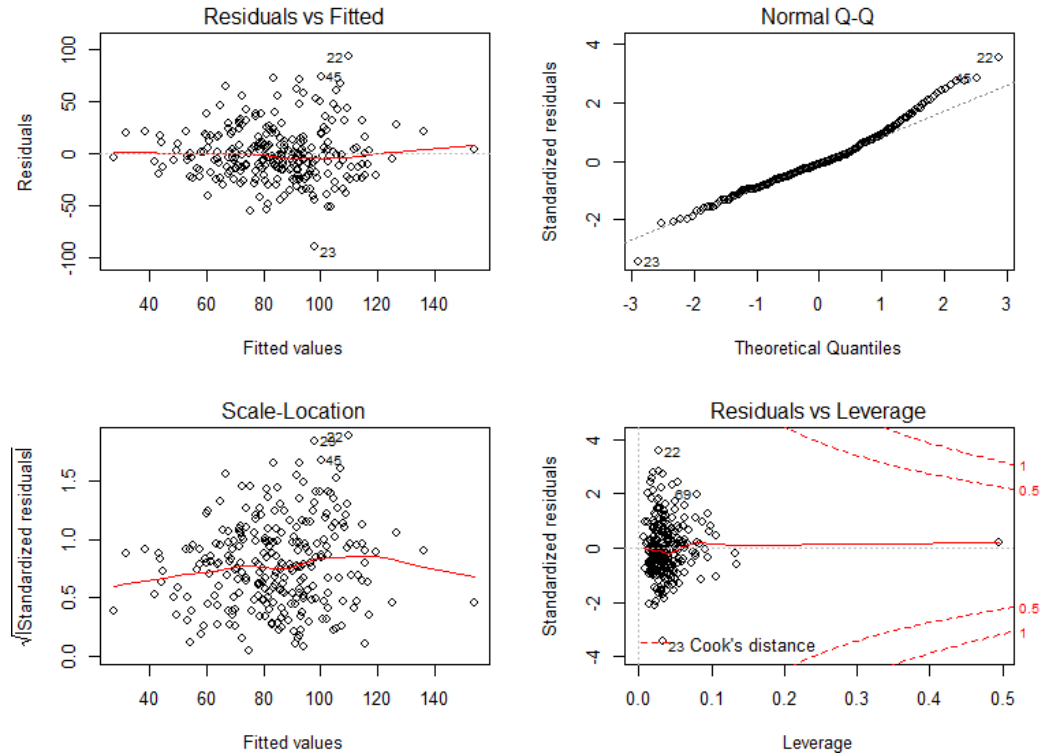 Residuals vs Fitted
Residuals
100
50
0
-50
-100
22
45
23
40 60 80 100 120 140
Fitted values
Normal Q-Q
Standardized residuals
4
2
0
-2
22
45
23
-3 -2 -1 0 1 2 3
Theoretical Quantiles
Scale-Location
√|Standardized residuals|
1.5
1.0
0.5
0.0
23
22
45
40 60 80 100 120 140
Fitted values
Residuals vs Leverage
Standardized residuals
4
2
0
-2
-4
22
69
23
Cook's distance
1
0.5
0.5
1
0.0 0.1 0.2 0.3 0.4 0.5
Leverage